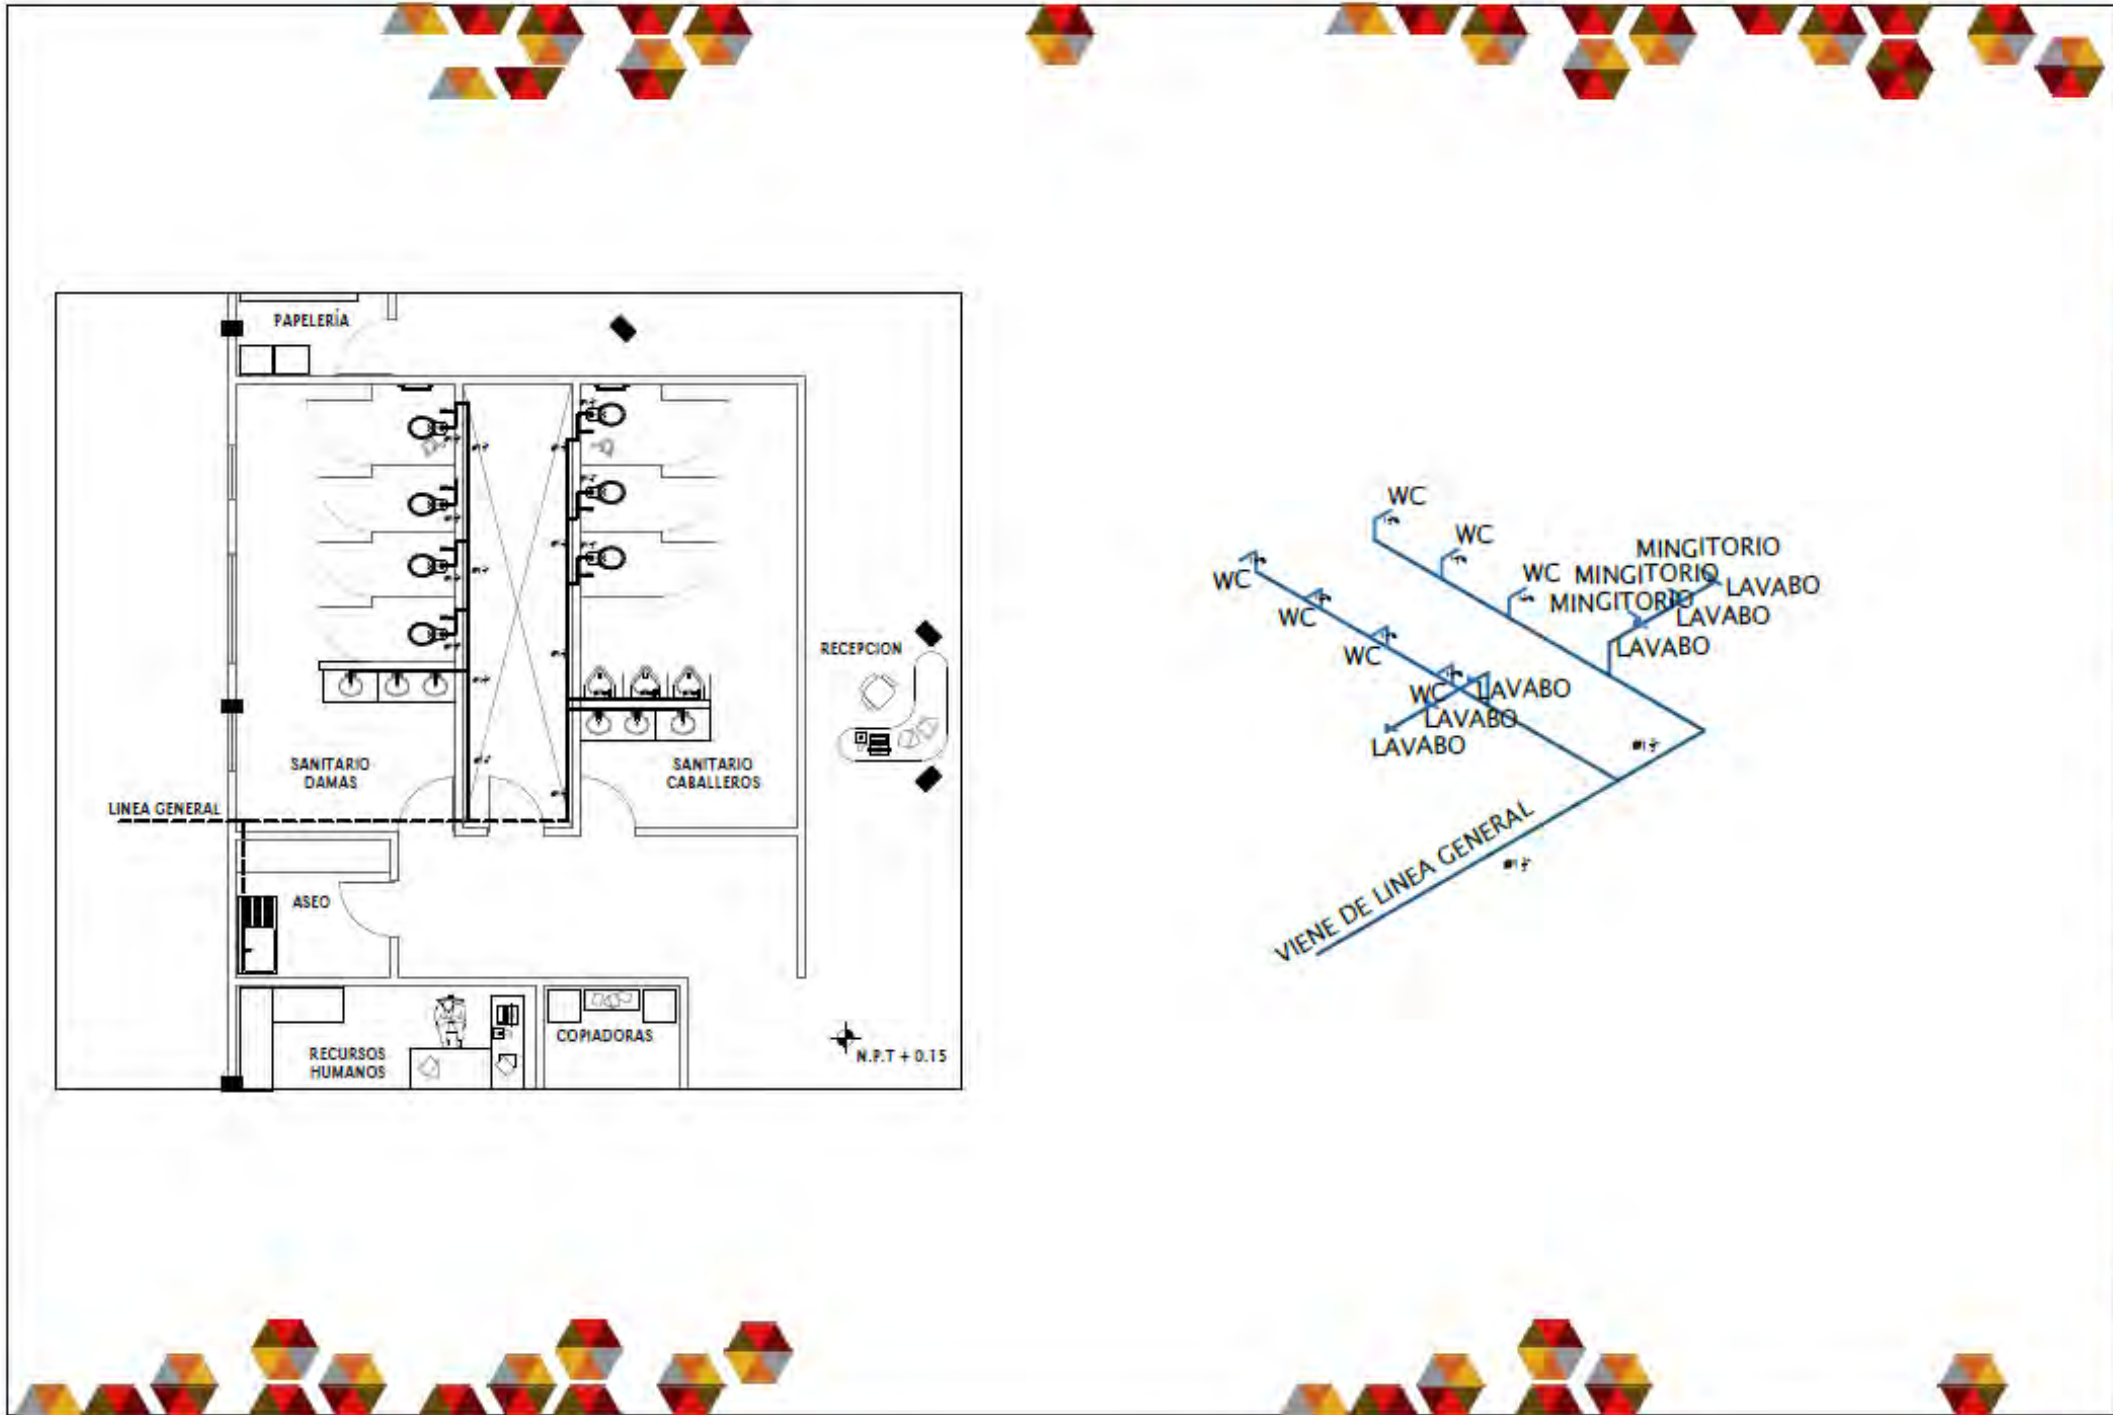 PAPELERÍA
RECEPCION
SANITARIO
DAMAS
SANITARIO
CABALLEROS
LINEA GENERAL
ASEO
RECURSOS
HUMANOS
COPIADORAS
N.P.T + 0.15
WC
WC
WC
MINGITORIO
MINGITORIO
MINGITORIO
LAVABO
LAVABO
LAVABO
WC
WC
WC
WC
LAVABO
LAVABO
LAVABO
VIENE DE LINEA GENERAL